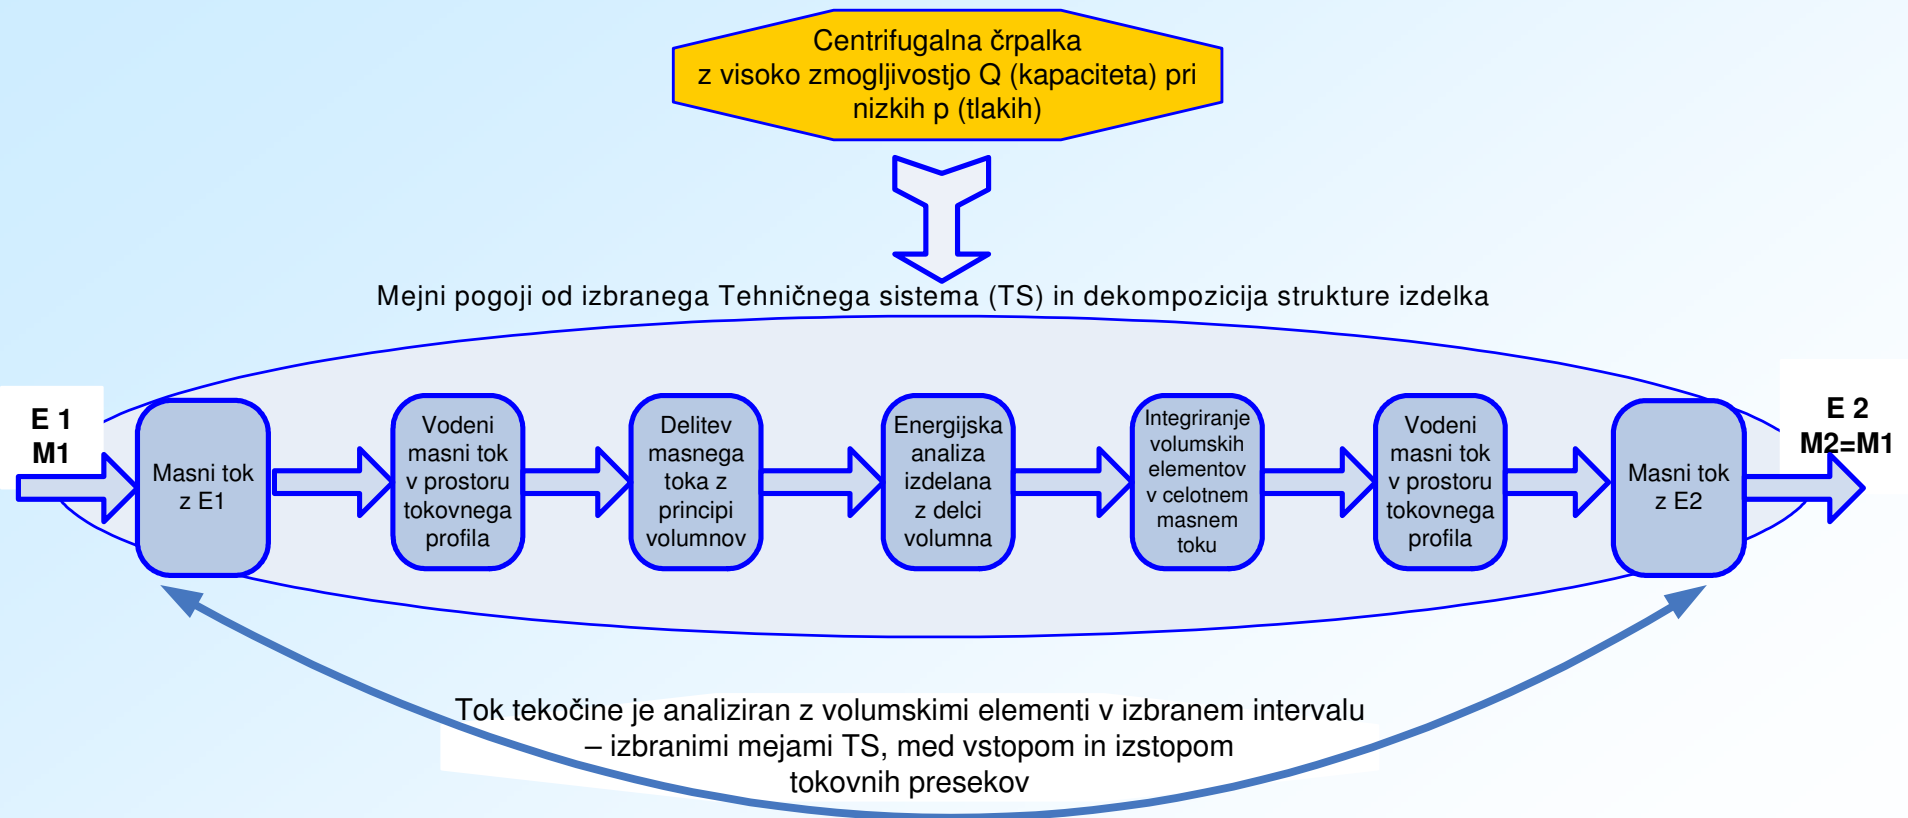 Centrifugalna črpalka
z visoko zmogljivostjo Q (kapaciteta) pri
nizkih p (tlakih)
Mejni pogoji od izbranega Tehničnega sistema (TS) in dekompozicija strukture izdelka
E 1
M1
Masni tok
z E1
Vodeni
masni tok
v prostoru
tokovnega
profila
Delitev
masnega
toka z
principi
volumnov
Energijska
analiza
izdelana
z delci
volumna
Integriranje
volumskih
elementov
v celotnem
masnem
toku
Vodeni
masni tok
v prostoru
tokovnega
profila
Masni tok
z E2
E 2
M2=M1
Tok tekočine je analiziran z volumskimi elementi v izbranem intervalu
– izbranimi mejami TS, med vstopom in izstopom
tokovnih presekov